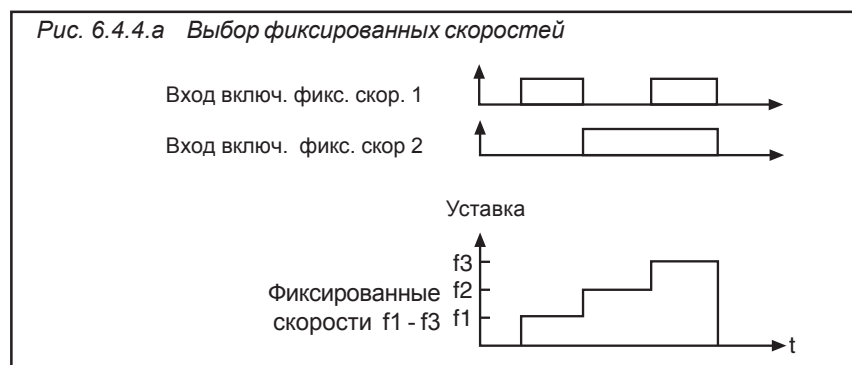 Рис. 6.4.4.a Выбор фиксированных скоростей
Вход включ. фикс. скор. 1
Вход включ. фикс. скор 2
Уставка
f3
f2
f1
Фиксированные
скорости f1 - f3
t